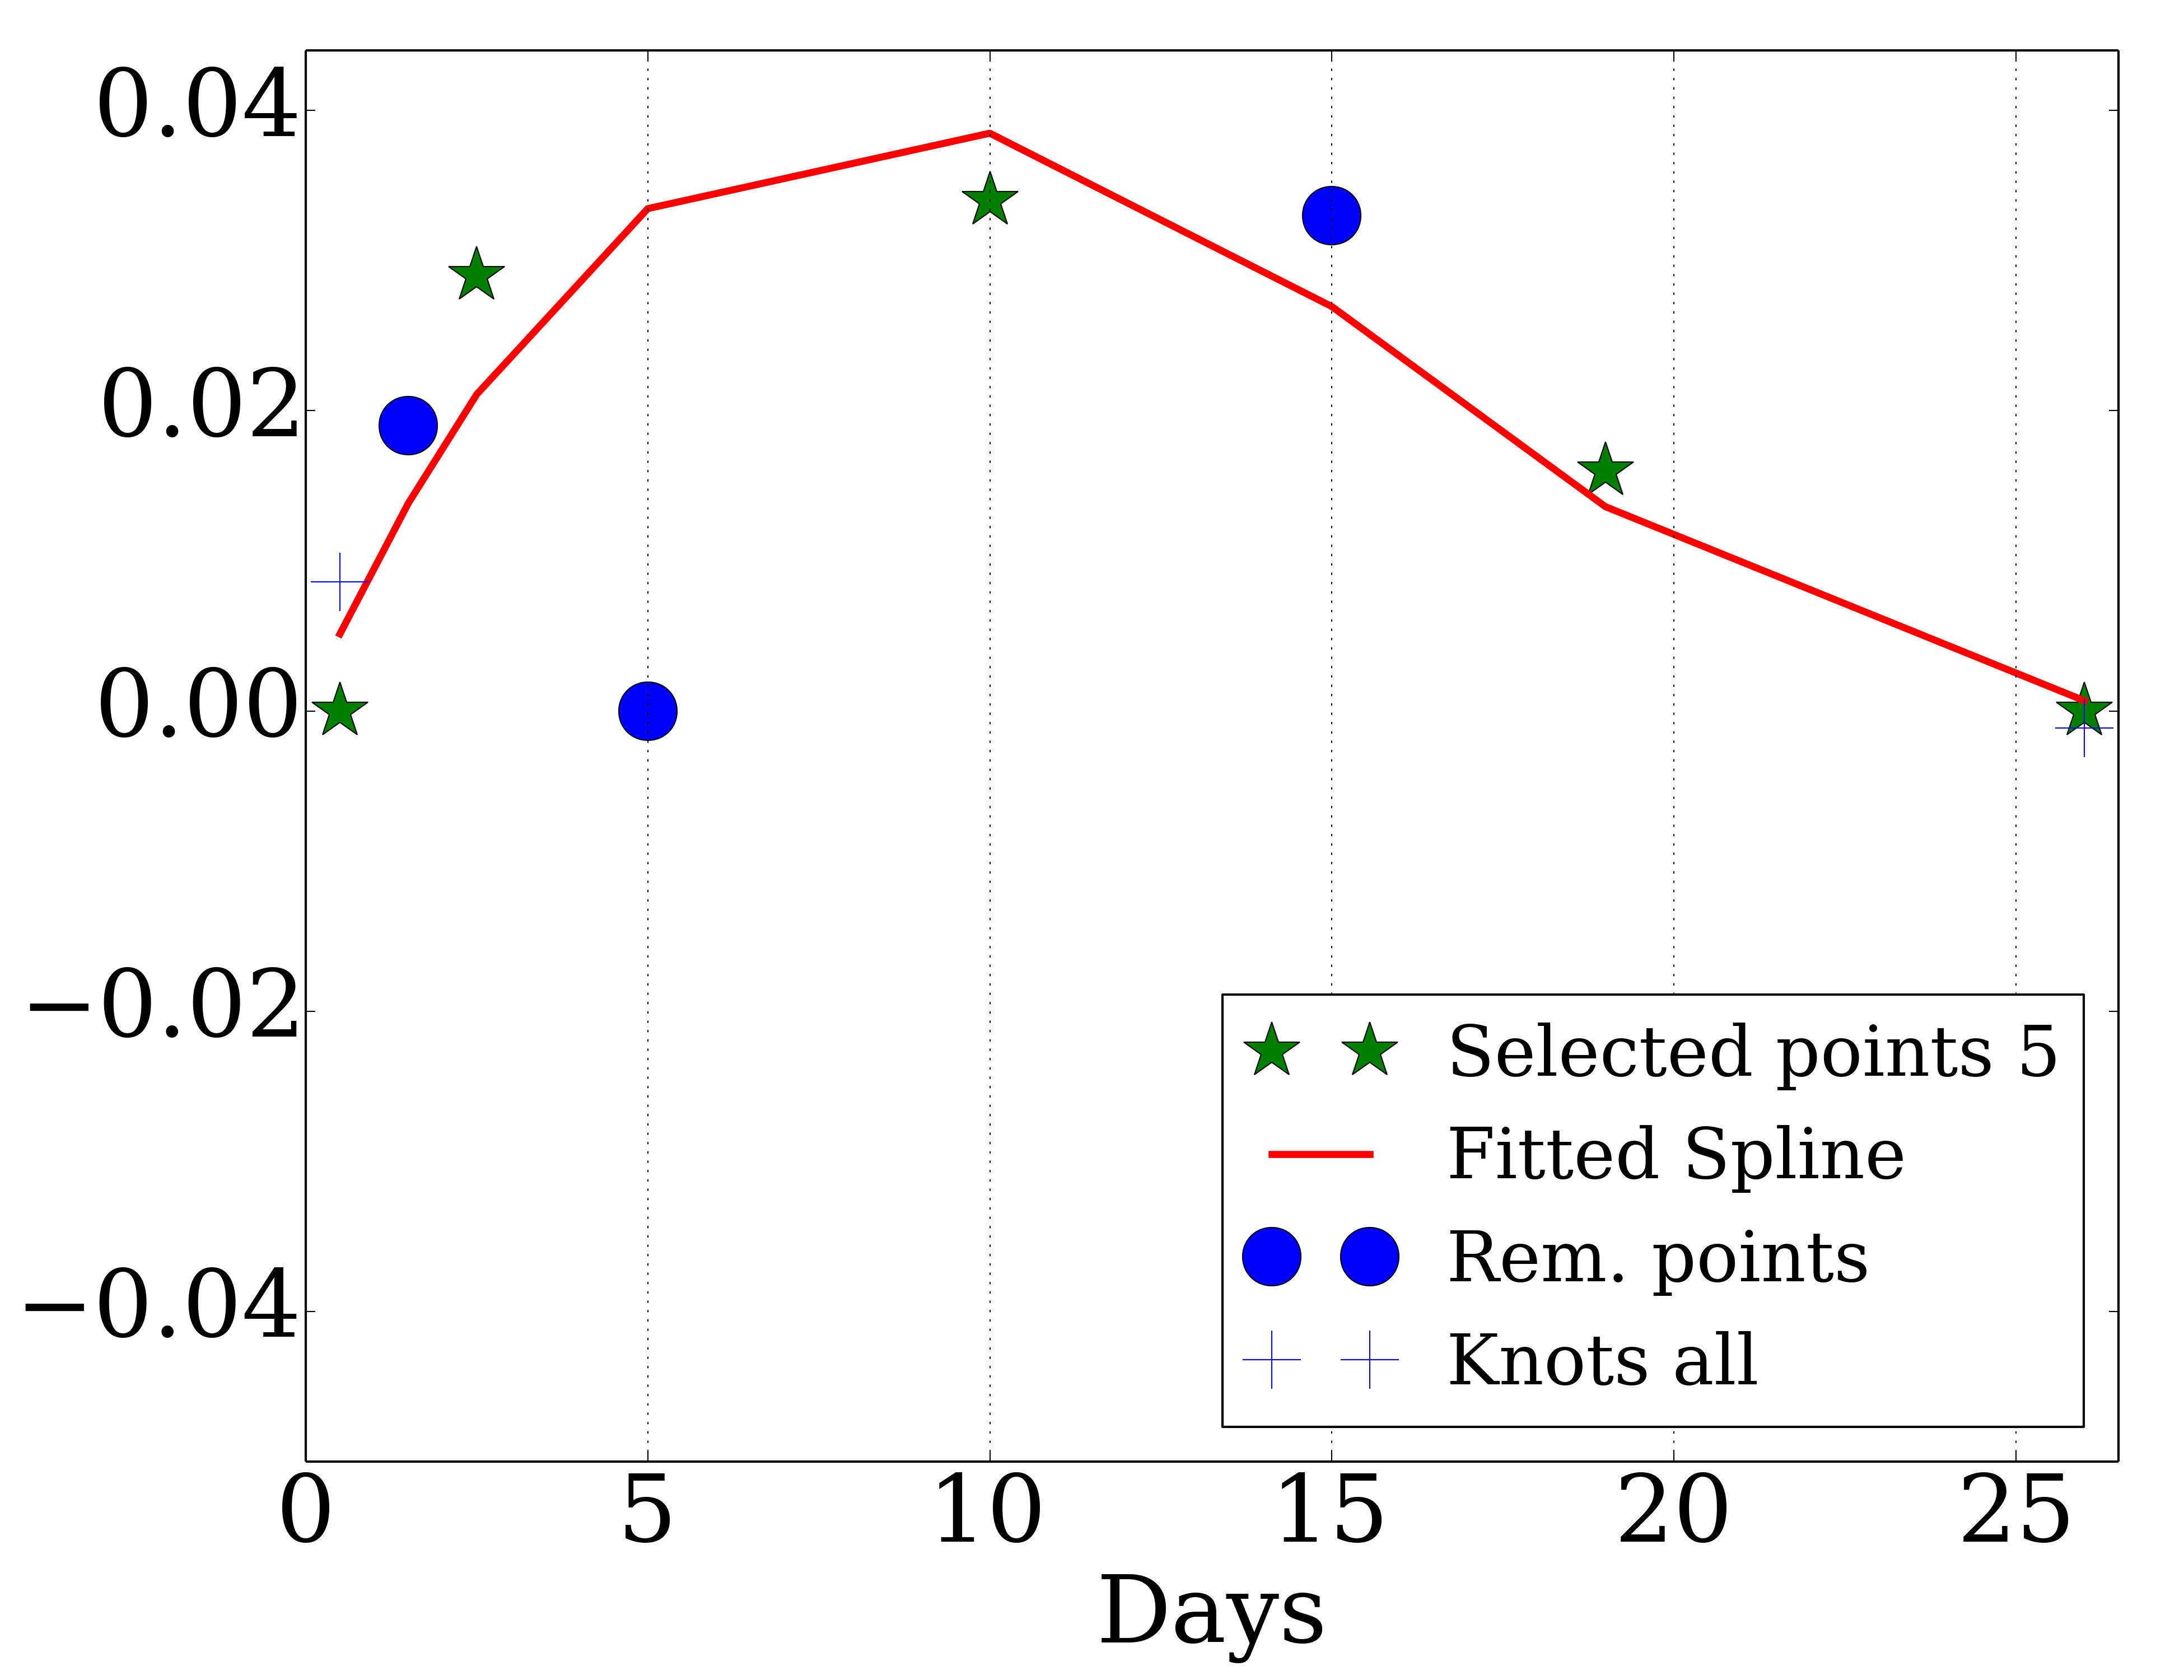 0.04
0.02
0.00
−0.02
−0.04
Selected points 5
Fitted Spline
Rem. points
Knots all
0 5 10 15 20 25
Days